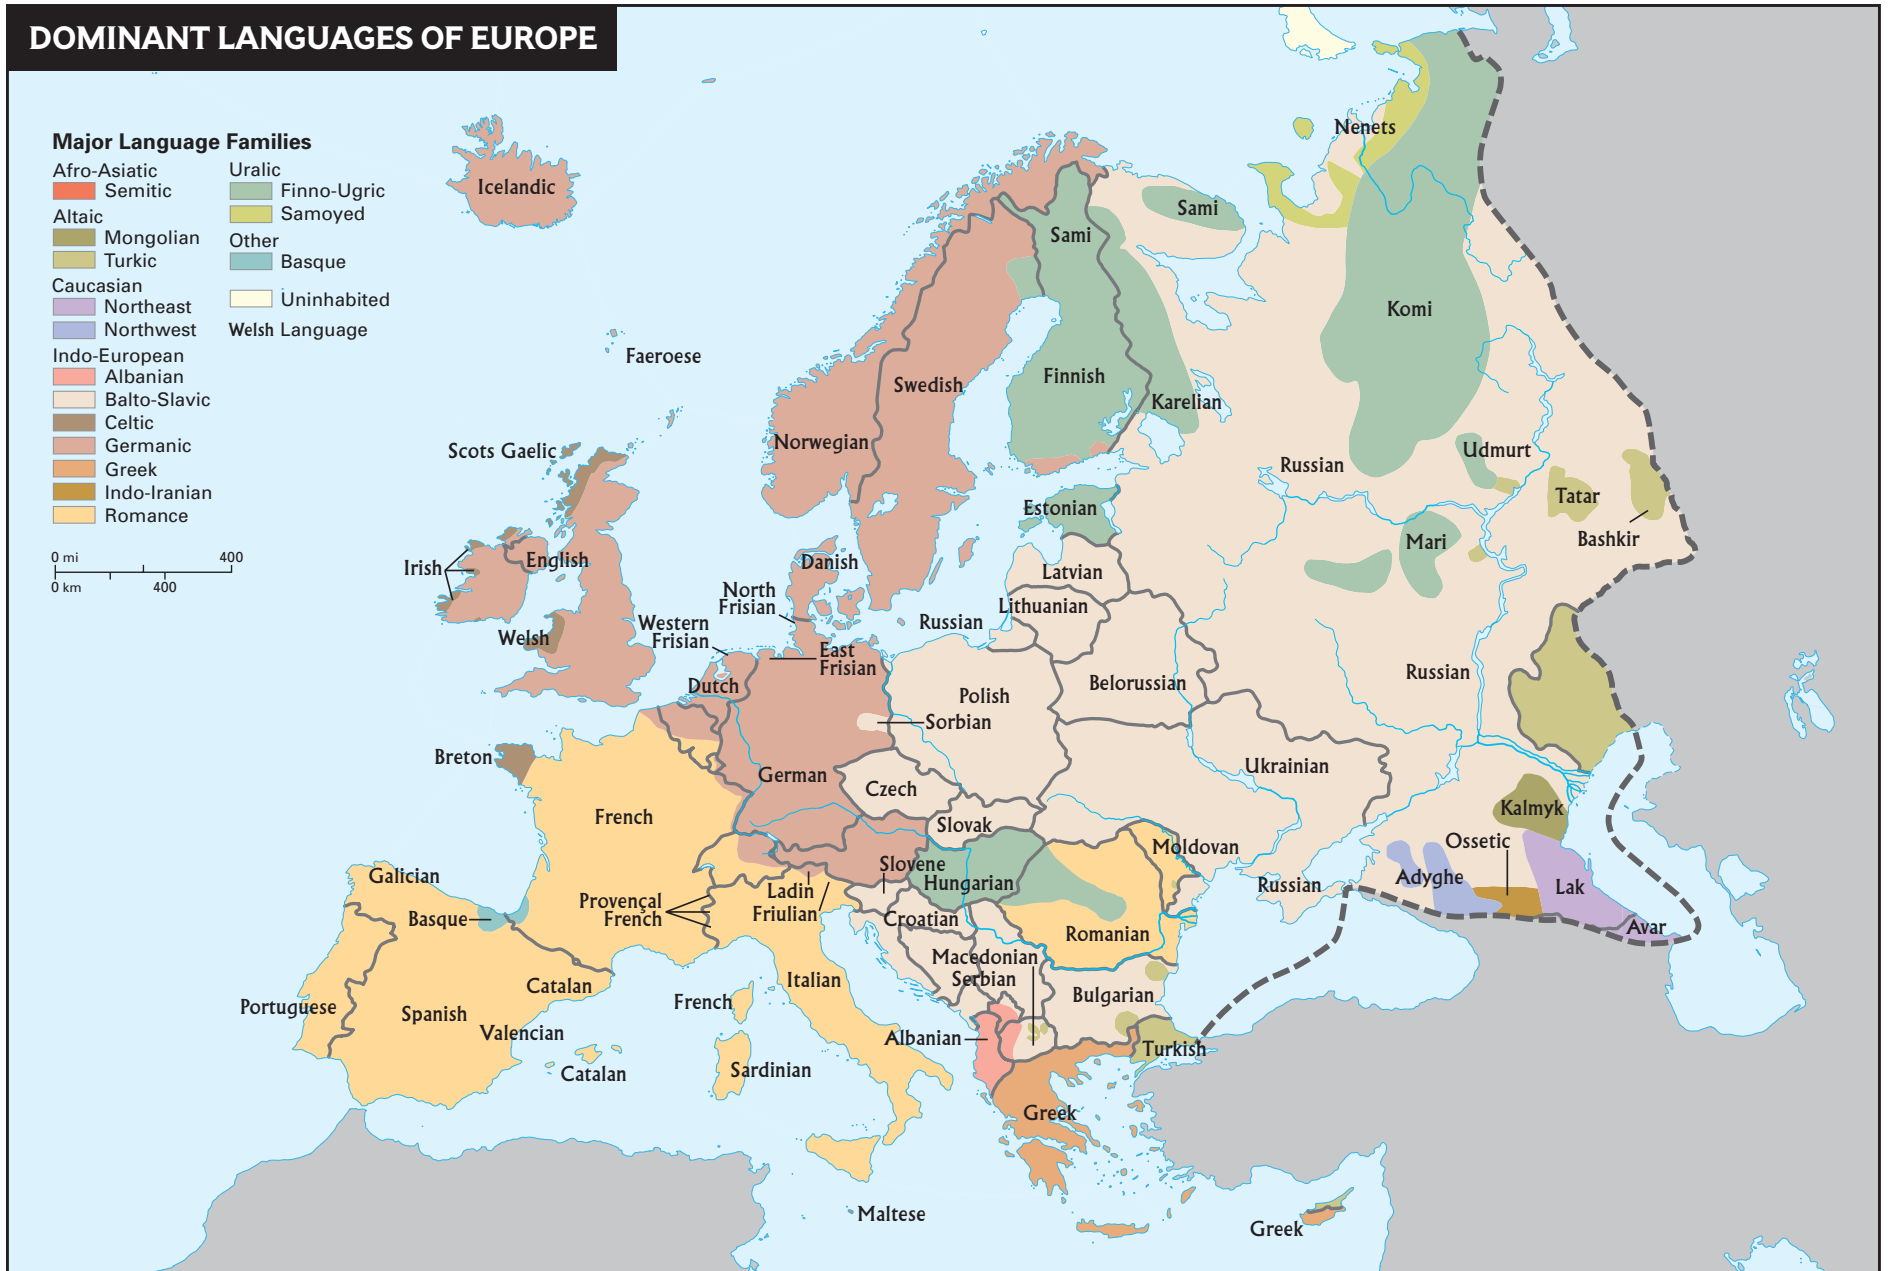 DOMINANT LANGUAGES OF EUROPE
Major Language Families
Afro-Asiatic
Semitic
Altaic
Mongolian
Turkic
Caucasian
Northeast
Northwest
Indo-European
Albanian
Balto-Slavic
Celtic
Germanic
Greek
Indo-Iranian
Romance
Uralic
Finno-Ugric
Samoyed
Other
Basque
Uninhabited
Welsh Language
0 mi 400
0 km 400
Icelandic
Nenets
Sami
Sami
Komi
Faeroese
Swedish
Finnish
Karelian
Norwegian
Scots Gaelic
Russian
Udmurt
Tatar
Bashkir
Estonian
Mari
Irish
English
Danish
Latvian
North
Frisian
Lithuanian
Western
Frisian
Russian
Welsh
East
Frisian
Dutch
Polish
Belorussian
Russian
Sorbian
Breton
German
Czech
Ukrainian
Kalmyk
French
Slovak
Moldovan
Ossetic
Slovene
Hungarian
Galician
Ladin
Friulian
Russian
Adyghe
Lak
Provençal
French
Basque
Croatian
Romanian
Avar
Macedonian
Serbian
Italian
Catalan
Bulgarian
Portuguese
Spanish
French
Valencian
Albanian
Turkish
Catalan
Sardinian
Greek
Maltese
Greek